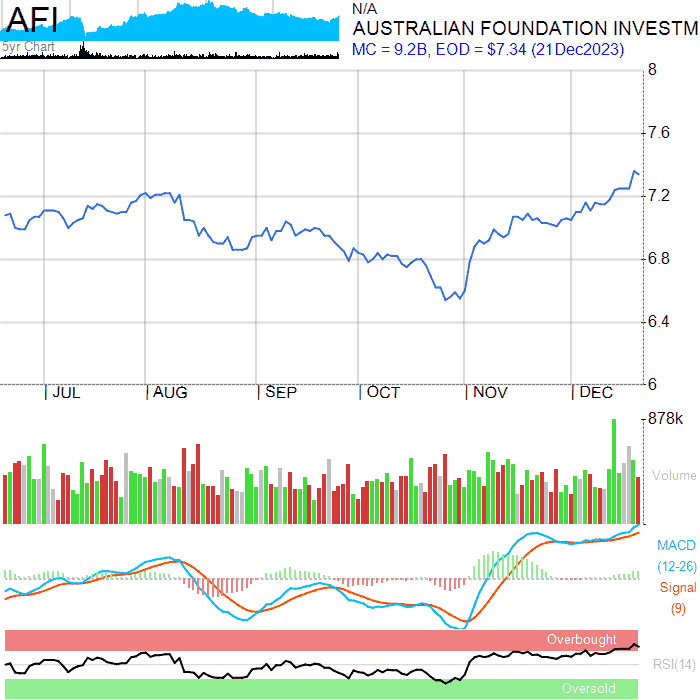 AFI
5yr Chart
N/A
AUSTRALIAN FOUNDATION INVESTM
MC = 9.2B, EOD = $7.34 (21Dec2023)
8
7.6
7.2
6.8
6.4
6
JUL
AUG
SEP
OCT
NOV
DEC
878k
Volume
MACD
(12-26)
Signal
(9)
Overbought
RSI(14)
Oversold